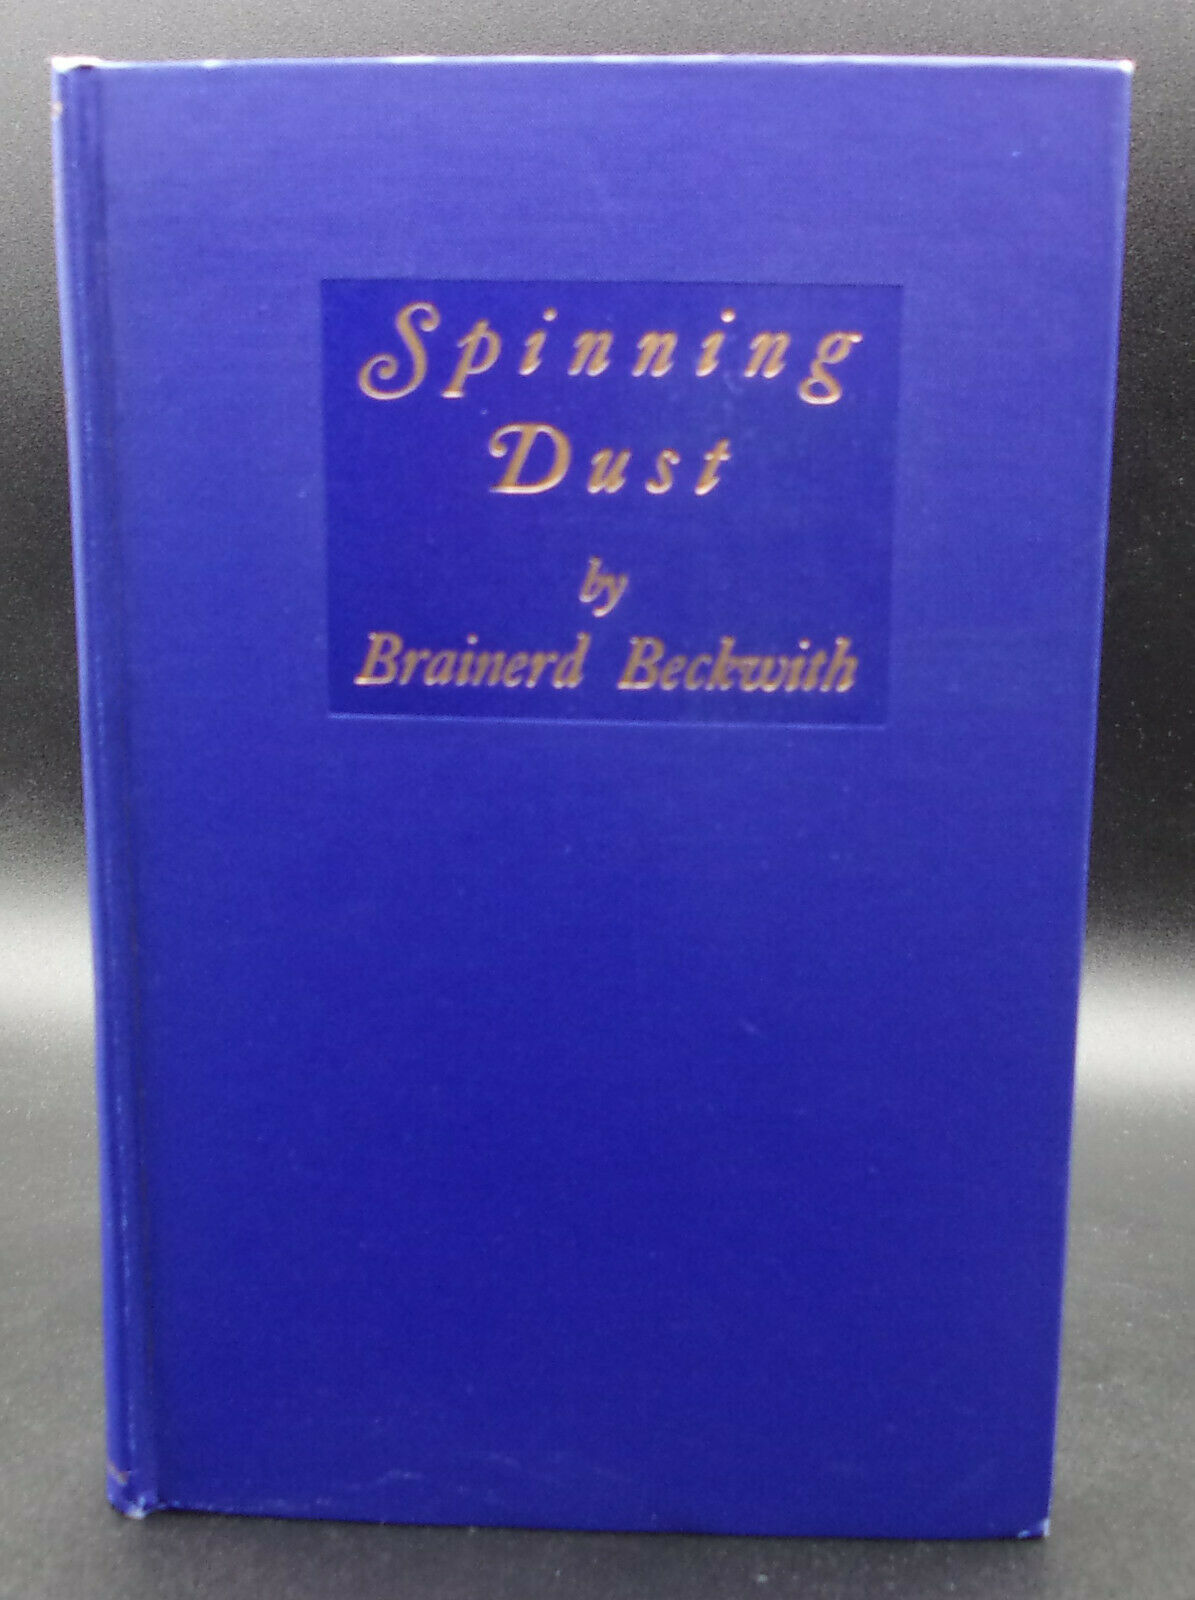 Spinning
Dust
by
Brainerd Beckwith